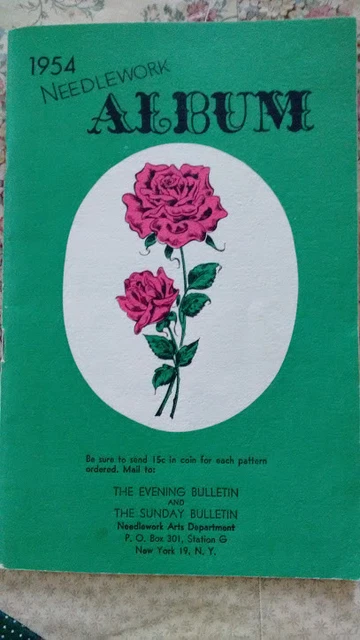 1954
NEEDLEWORK
ALBUM
Be sure to send 15c in coin for each pattern
ordered. Mail to:
THE EVENING BULLETIN
AND
THE SUNDAY BULLETIN
Needlework Arts Department
P. O. Box 301, Station G
New York 19, N. Y.